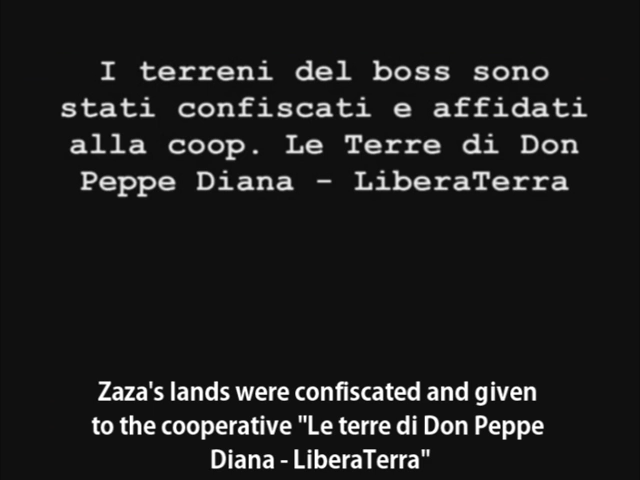 I terreni del boss sono
stati confiscati e affidati
alla coop. Le Terre di Don
Peppe Diana - LiberaTerra
Zaza's lands were confiscated and given
to the cooperative "Le terre di Don Peppe
Diana - LiberaTerra"